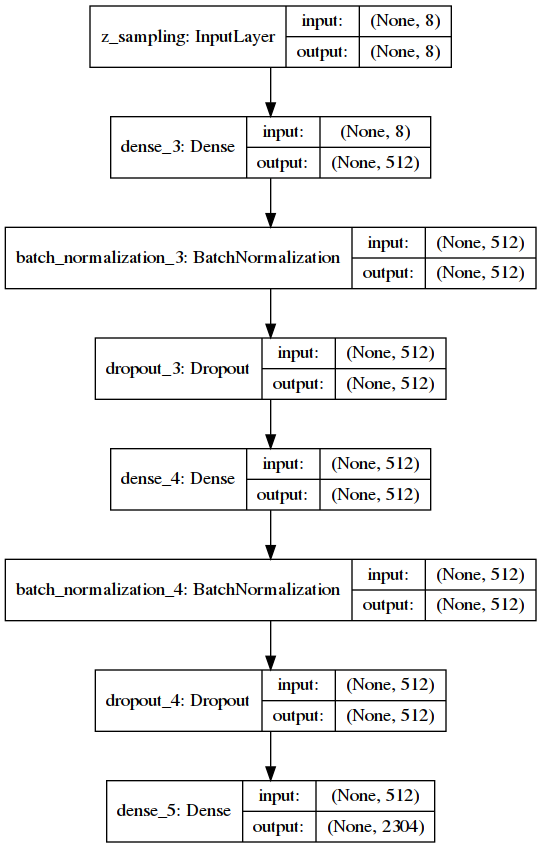 z_sampling: InputLayer
input: (None, 8)
output: (None, 8)
dense_3: Dense
input: (None, 8)
output: (None, 512)
batch_normalization_3: BatchNormalization
input: (None, 512)
output: (None, 512)
dropout_3: Dropout
input: (None, 512)
output: (None, 512)
dense_4: Dense
input: (None, 512)
output: (None, 512)
batch_normalization_4: BatchNormalization
input: (None, 512)
output: (None, 512)
dropout_4: Dropout
input: (None, 512)
output: (None, 512)
dense_5: Dense
input: (None, 512)
output: (None, 2304)